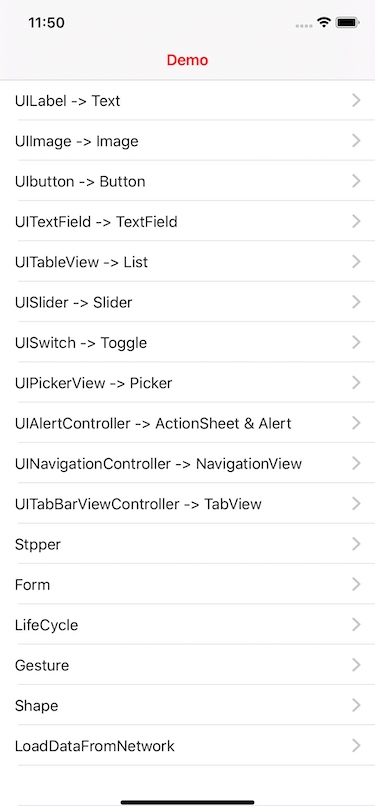 11:50
Demo
UILabel -> Text
UIImage -> Image
UIbutton -> Button
UITextField -> TextField
UITableView -> List
UISlider -> Slider
UISwitch -> Toggle
UIPickerView -> Picker
UIAlertController -> ActionSheet & Alert
UINavigationController -> NavigationView
UITabBarViewController -> TabView
Stpper
Form
LifeCycle
Gesture
Shape
LoadDataFromNetwork